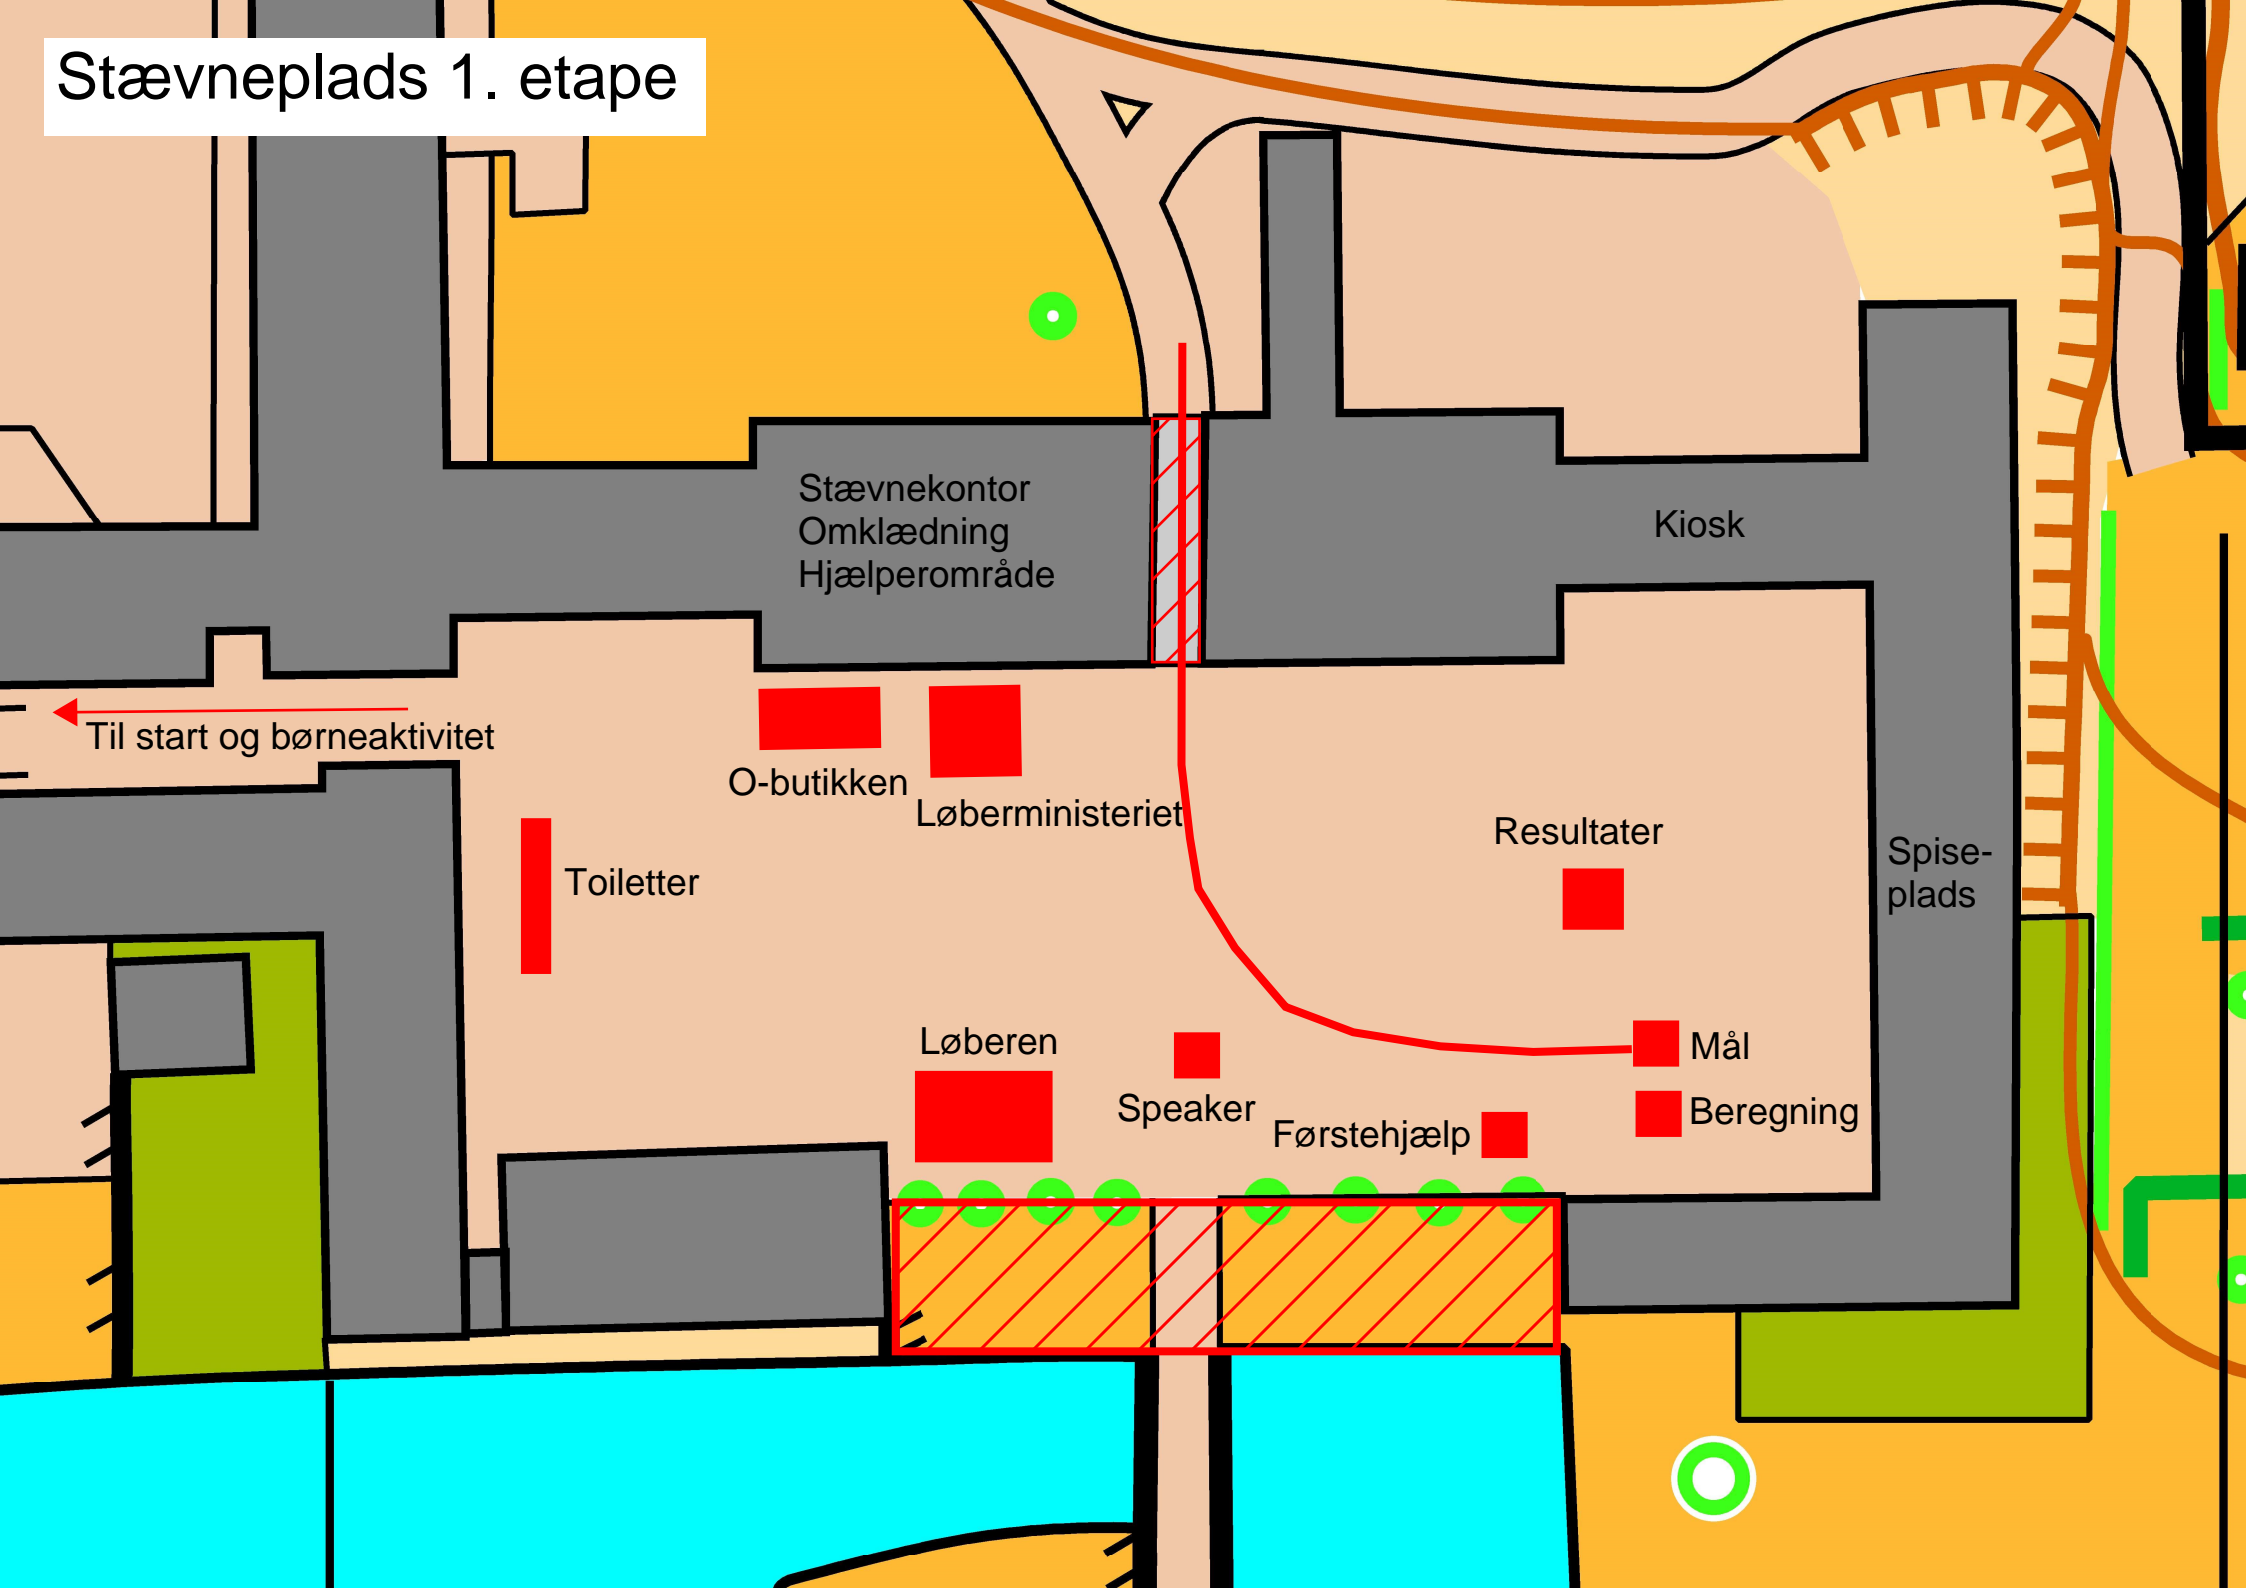 Stævneplads 1. etape
Stævnekontor
Omklædning
Hjælperområde
Kiosk
Til start og børneaktivitet
O-butikken
Løberministeriet
Resultater
Toiletter
Spise-
plads
Løberen
Speaker
Mål
Førstehjælp
Beregning